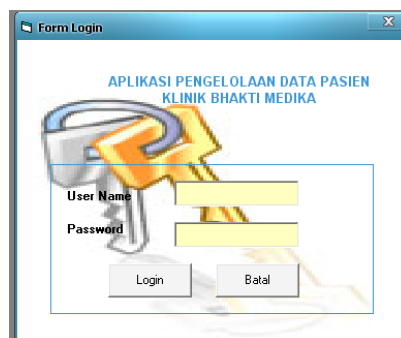 Form Login
APLIKASI PENGELOLAAN DATA PASIEN
KLINIK BHAKTI MEDIKA
User Name
Password
Login Batal